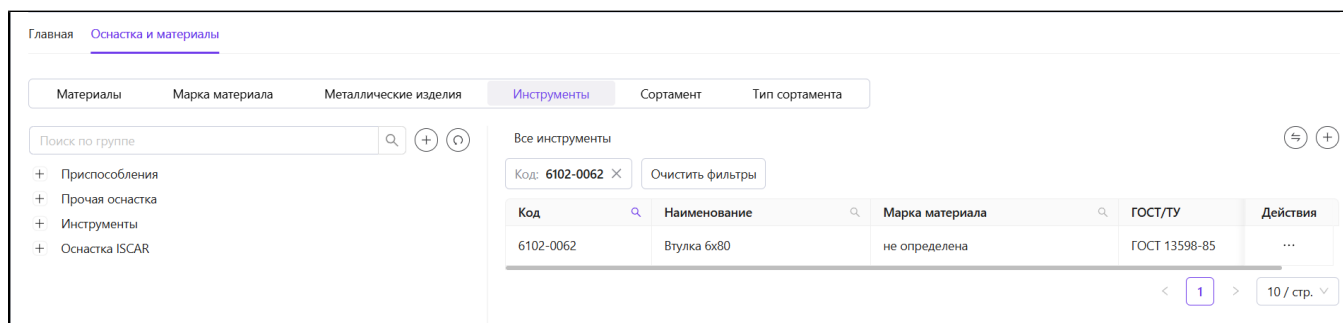 Главная Оснастка и материалы
Материалы Марка материала Металлические изделия Инструменты Сортамент Тип сортамента
Поиск по группе
Приспособления
Прочая оснастка
Инструменты
Оснастка ISCAR
Все инструменты
Код: 6102-0062 Очистить фильтры
Код Наименование Марка материала ГОСТ/ТУ Действия
6102-0062 Втулка 6x80 не определена ГОСТ 13598-85 ...
< 1 > 10 / стр.